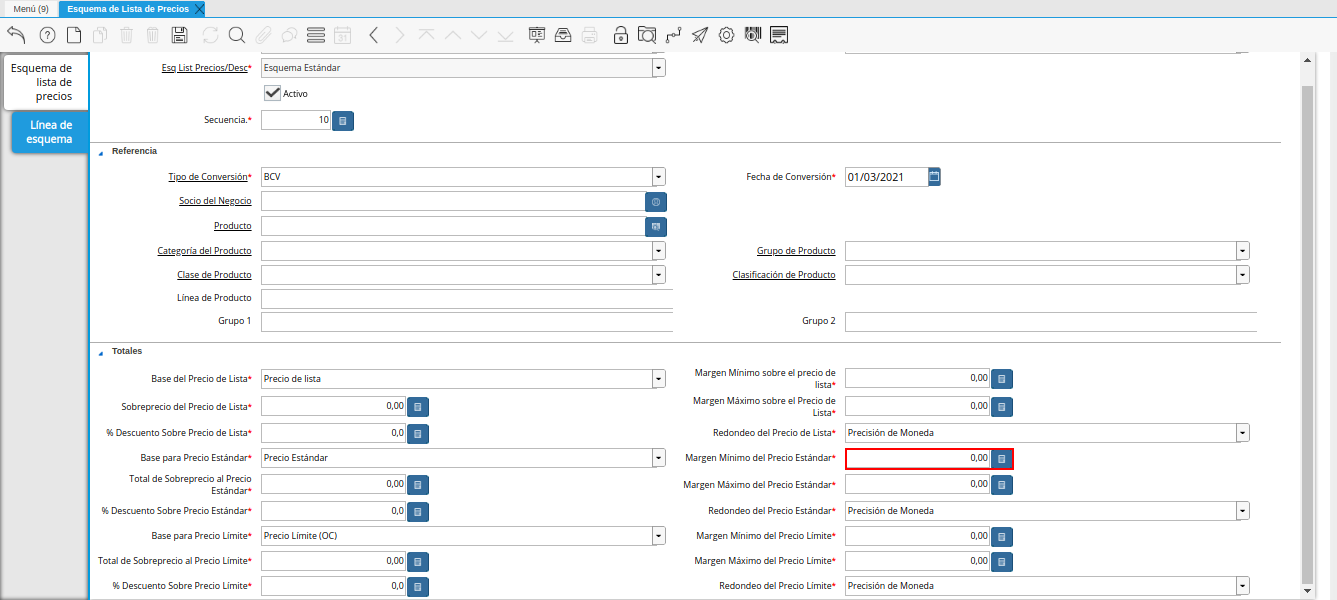 Menú (9) Esquema de Lista de Precios
31
Esquema de
lista de
precios
Línea de
esquema
Esq List Precios/Desc* Esquema Estándar
Activo
Secuencia.* 10
Referencia
Tipo de Conversión* BCV Fecha de Conversión* 01/03/2021
Socio del Negocio
Producto
Categoría del Producto Grupo de Producto
Clase de Producto Clasificación de Producto
Línea de Producto
Grupo 1 Grupo 2
Totales
Base del Precio de Lista* Precio de lista Margen Mínimo sobre el precio de
lista* 0,00
Sobreprecio del Precio de Lista* 0,00 Margen Máximo sobre el Precio de
Lista* 0,00
% Descuento Sobre Precio de Lista* 0,0 Redondeo del Precio de Lista* Precisión de Moneda
Base para Precio Estándar* Precio Estándar Margen Mínimo del Precio Estándar* 0,00
Total de Sobreprecio al Precio
Estándar* 0,00 Margen Máximo del Precio Estándar* 0,00
% Descuento Sobre Precio Estándar* 0,0 Redondeo del Precio Estándar* Precisión de Moneda
Base para Precio Límite* Precio Límite (OC) Margen Mínimo del Precio Límite* 0,00
Total de Sobreprecio al Precio Límite* 0,00 Margen Máximo del Precio Límite* 0,00
% Descuento Sobre Precio Límite* 0,0 Redondeo del Precio Límite* Precisión de Moneda